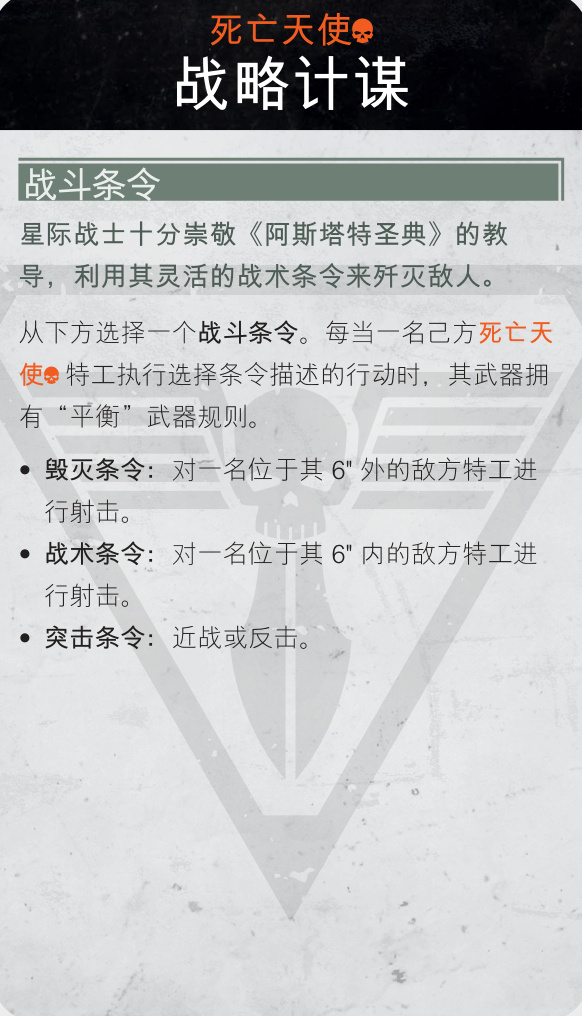 死亡天使
战略计谋
战斗条令
星际战士十分崇敬《阿斯塔特圣典》的教
导，利用其灵活的战术条令来歼灭敌人。
从下方选择一个战斗条令。每当一名己方死亡天
使 特工执行选择条令描述的行动时，其武器拥
有“平衡”武器规则。
• 毁灭条令：对一名位于其 6" 外的敌方特工进
行射击。
• 战术条令：对一名位于其 6" 内的敌方特工进
行射击。
• 突击条令：近战或反击。